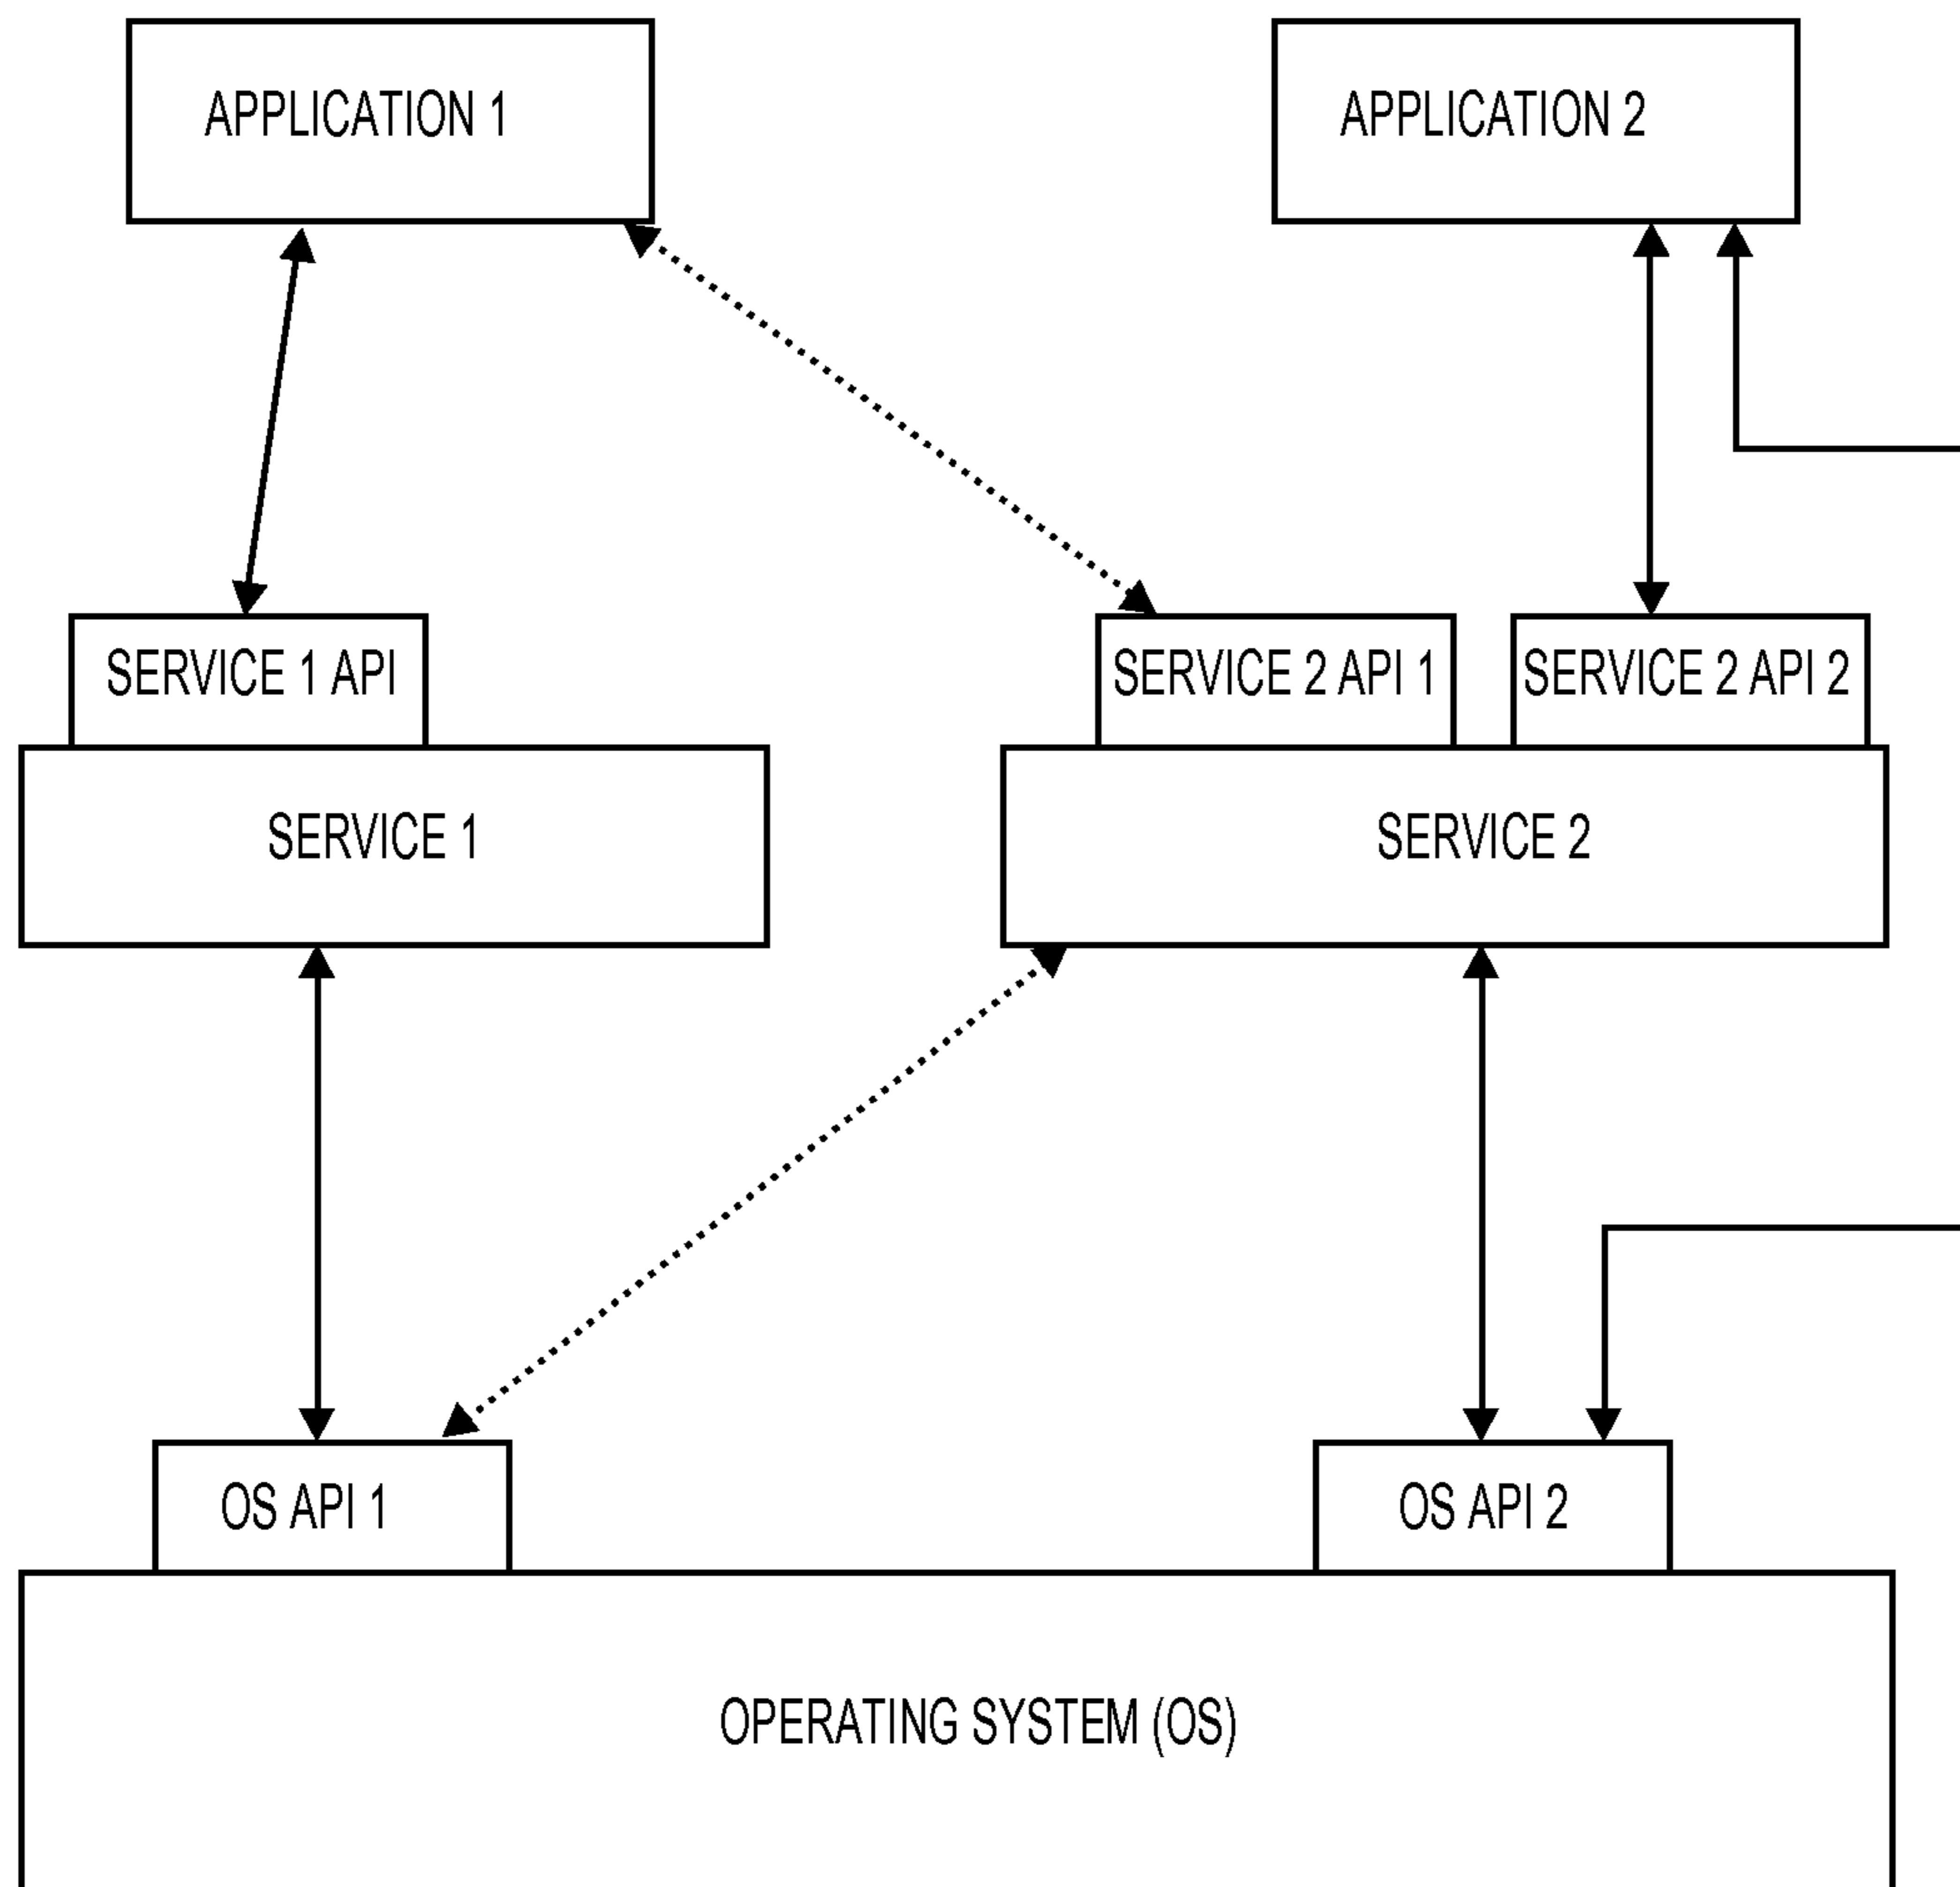 APPLICATION 1
APPLICATION 2
SERVICE 1 API
SERVICE 2 API 1
SERVICE 2 API 2
SERVICE 1
SERVICE 2
OS API 1
OS API 2
OPERATING SYSTEM (OS)